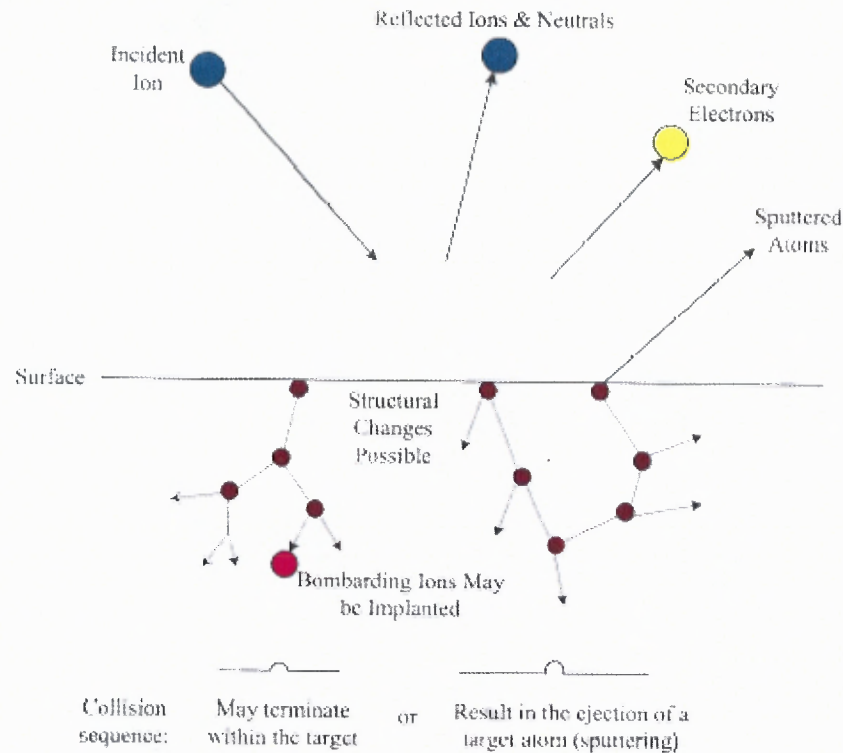 Reflected Ions & Neutrals
Incident
Ion
Secondary
Electrons
Sputtered
Atoms
Surface
Structural
Changes
Possible
Bombarding Ions May
be Implanted
Collision
sequence:
May terminate
within the target
or
Result in the ejection of a
target atom (sputtering)